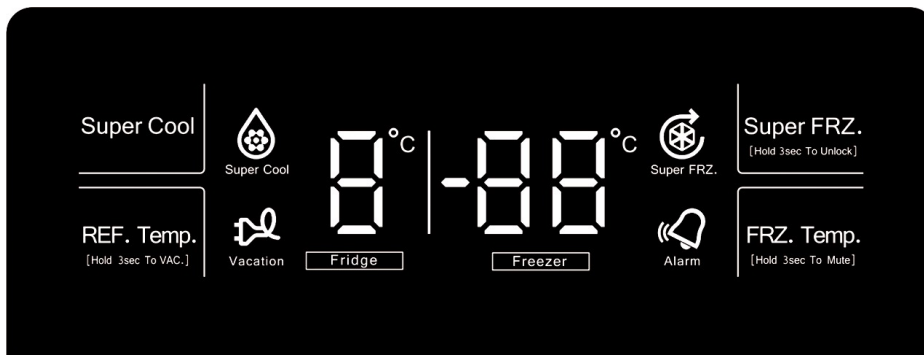 Super Cool
REF. Temp.
[Hold 3sec To VAC.]
Super Cool
Vacation
8°C
Fridge
-88°C
Freezer
Super FRZ.
Alarm
Super FRZ.
[Hold 3sec To Unlock]
FRZ. Temp.
[Hold 3sec To Mute]